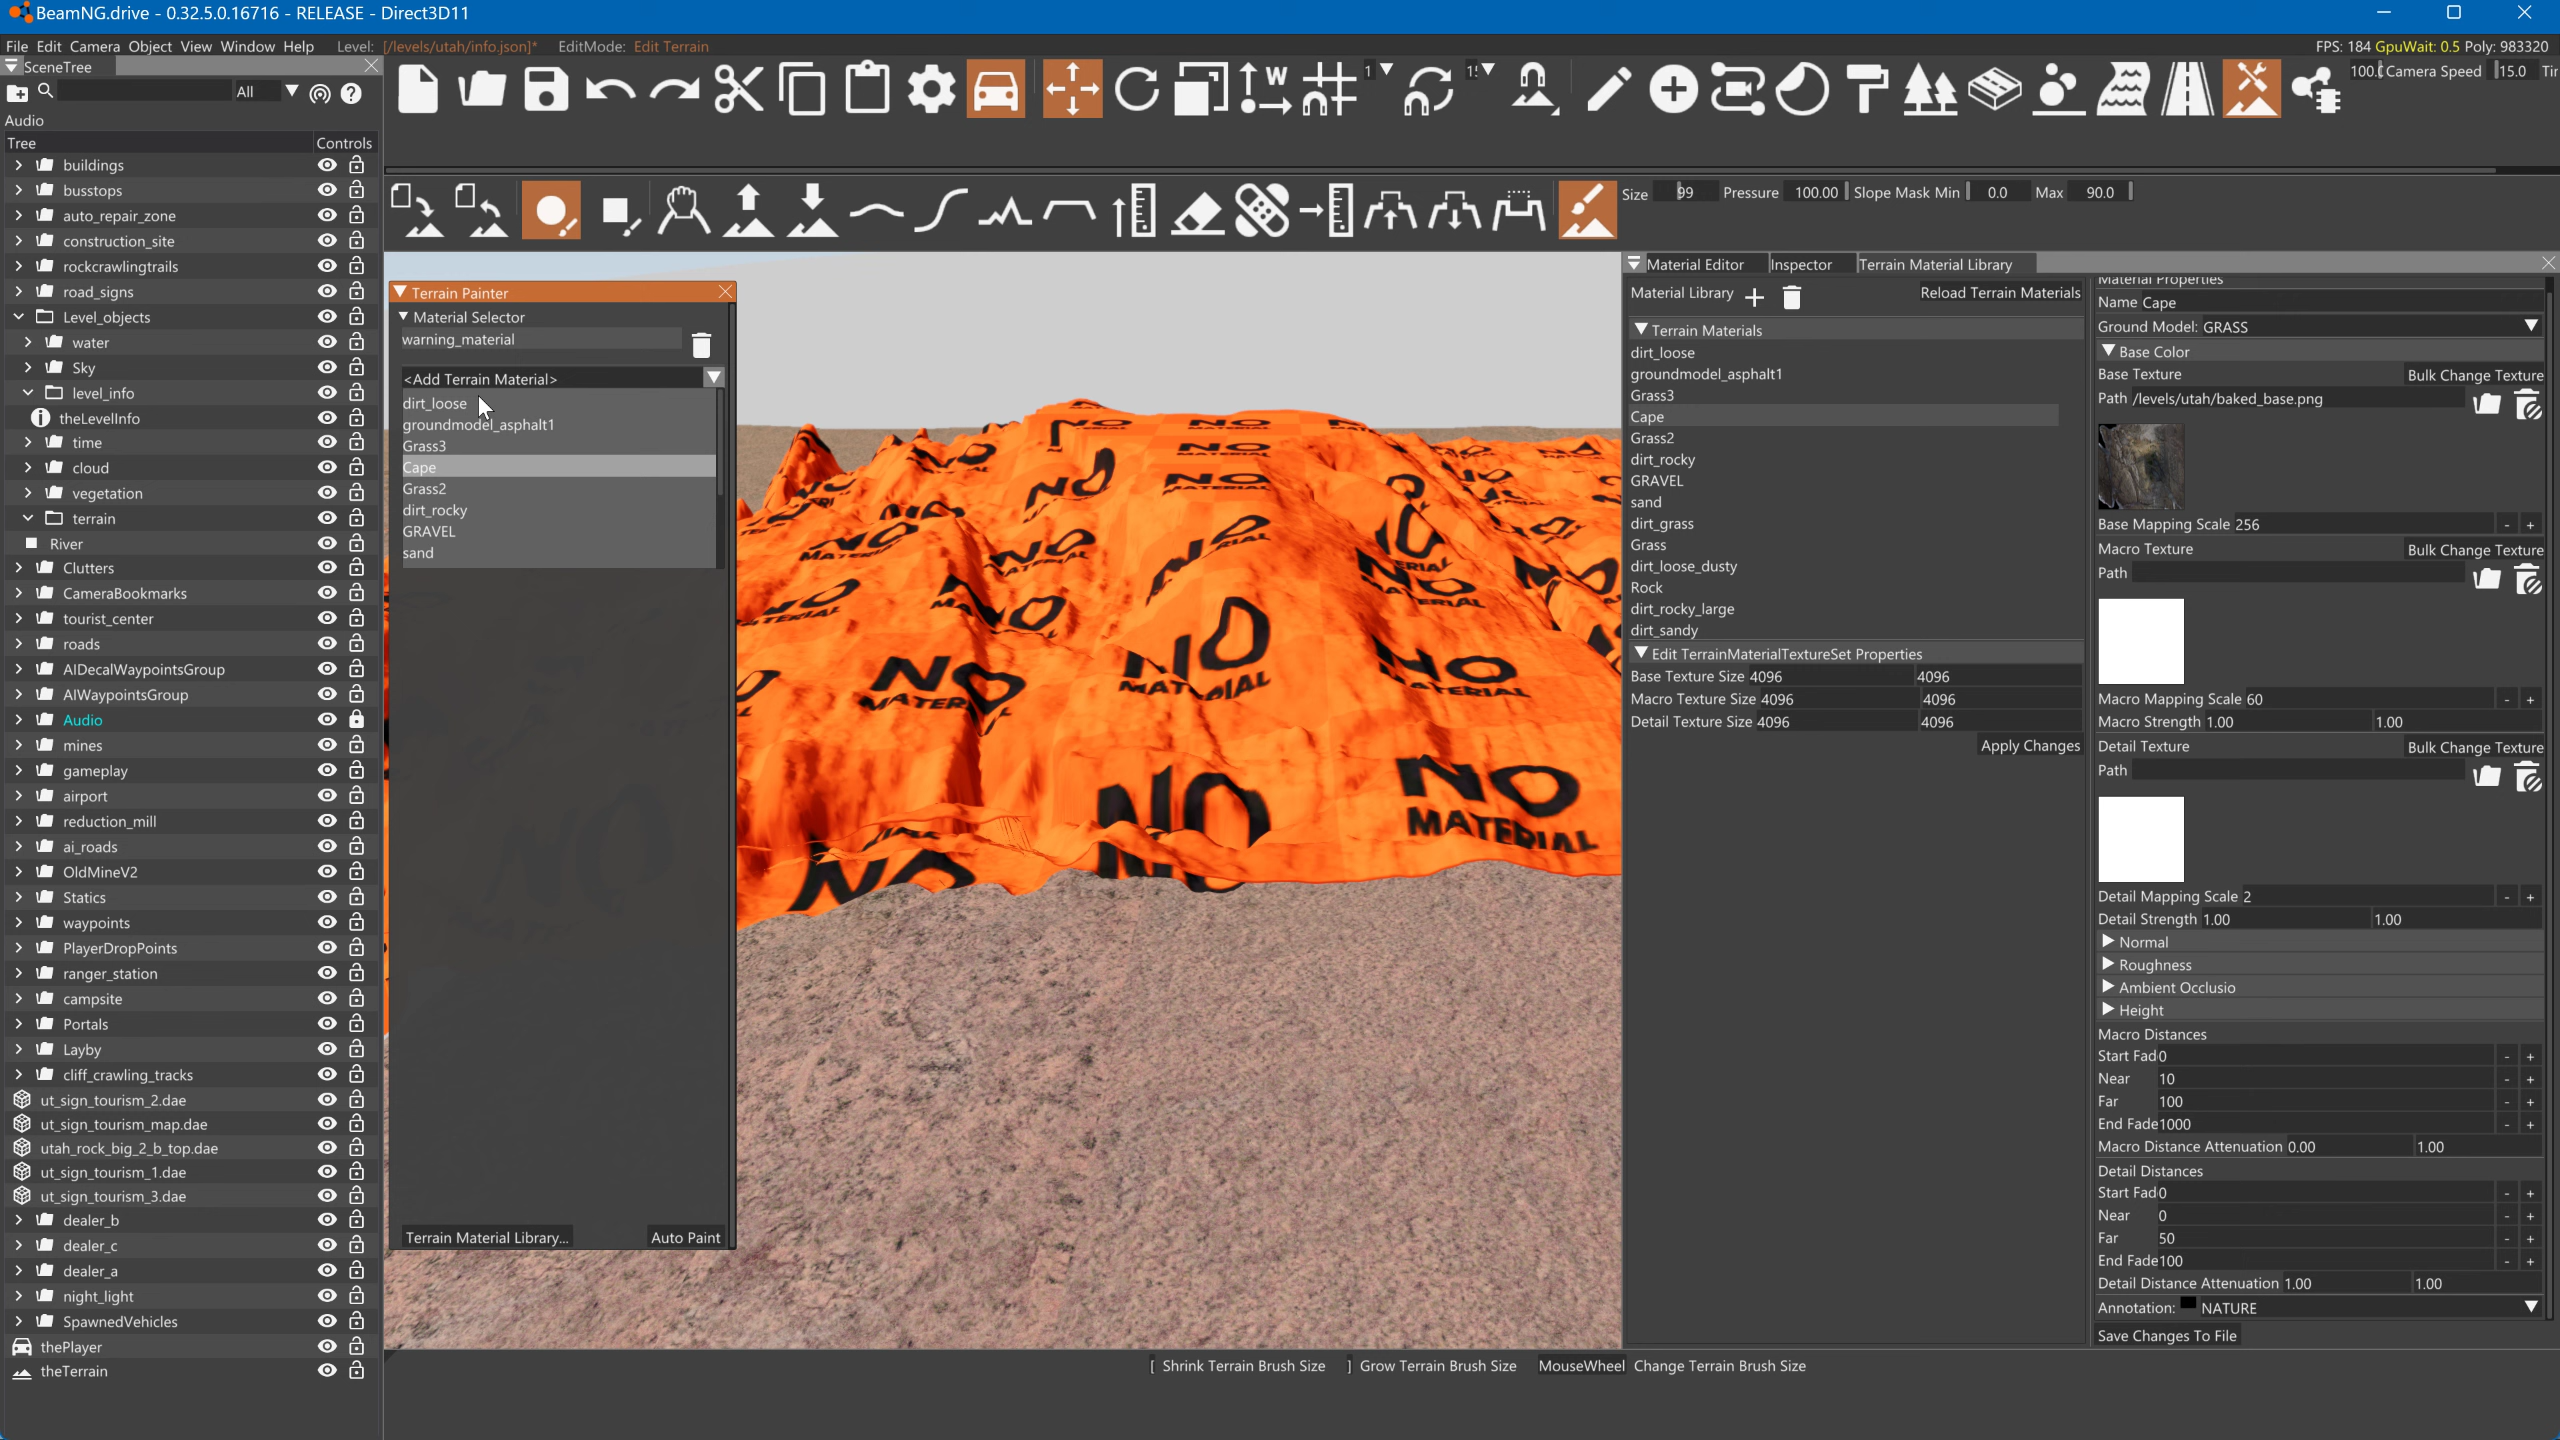 BeamNG.drive - 0.32.5.0.16716 - RELEASE - Direct3D11
File Edit Camera Object View Window Help Level: [/levels/utah/info.json]* EditMode: Edit Terrain
FPS: 184 GpuWait: 0.5 Poly: 983320
SceneTree
All
Audio
Tree Controls
buildings
busstops
auto_repair_zone
construction_site
rockcrawlingtrails
road_signs
Level_objects
water
Sky
level_info
theLevelInfo
time
cloud
vegetation
terrain
River
Clutters
CameraBookmarks
tourist_center
roads
AIDecalWaypointsGroup
AIWaypointsGroup
Audio
mines
gameplay
airport
reduction_mill
ai_roads
OldMineV2
Statics
waypoints
PlayerDropPoints
ranger_station
campsite
Portals
Layby
cliff_crawling_tracks
ut_sign_tourism_2.dae
ut_sign_tourism_map.dae
utah_rock_big_2_b_top.dae
ut_sign_tourism_1.dae
ut_sign_tourism_3.dae
dealer_b
dealer_c
dealer_a
night_light
SpawnedVehicles
thePlayer
theTerrain
W
1
100. Camera Speed 15.0
Size 99 Pressure 100.00 Slope Mask Min 0.0 Max 90.0
Terrain Painter
Material Selector
warning_material
<Add Terrain Material>
dirt_loose
groundmodel_asphalt1
Grass3
Cape
Grass2
dirt_rocky
GRAVEL
sand
Terrain Material Library... Auto Paint
NO
MATERIAL
NO
MATERIAL
NO
MATERIAL
NO
MATERIAL
[ Shrink Terrain Brush Size ] Grow Terrain Brush Size MouseWheel Change Terrain Brush Size
Material Editor Inspector Terrain Material Library
Material Library + Reload Terrain Materials
Terrain Materials
dirt_loose
groundmodel_asphalt1
Grass3
Cape
Grass2
dirt_rocky
GRAVEL
sand
dirt_grass
Grass
dirt_loose_dusty
Rock
dirt_rocky_large
dirt_sandy
Edit TerrainMaterialTextureSet Properties
Base Texture Size 4096 4096
Macro Texture Size 4096 4096
Detail Texture Size 4096 4096
Apply Changes
Material Properties
Name Cape
Ground Model: GRASS
Base Color
Base Texture Bulk Change Texture
Path /levels/utah/baked_base.png
Base Mapping Scale 256 - +
Macro Texture Bulk Change Texture
Path
Macro Mapping Scale 60 - +
Macro Strength 1.00 1.00
Detail Texture Bulk Change Texture
Path
Detail Mapping Scale 2 - +
Detail Strength 1.00 1.00
Normal
Roughness
Ambient Occlusio
Height
Macro Distances
Start Fad 0 - +
Near 10 - +
Far 100 - +
End Fade 1000 - +
Macro Distance Attenuation 0.00 1.00
Detail Distances
Start Fad 0 - +
Near 0 - +
Far 50 - +
End Fade 100 - +
Detail Distance Attenuation 1.00 1.00
Annotation: NATURE
Save Changes To File